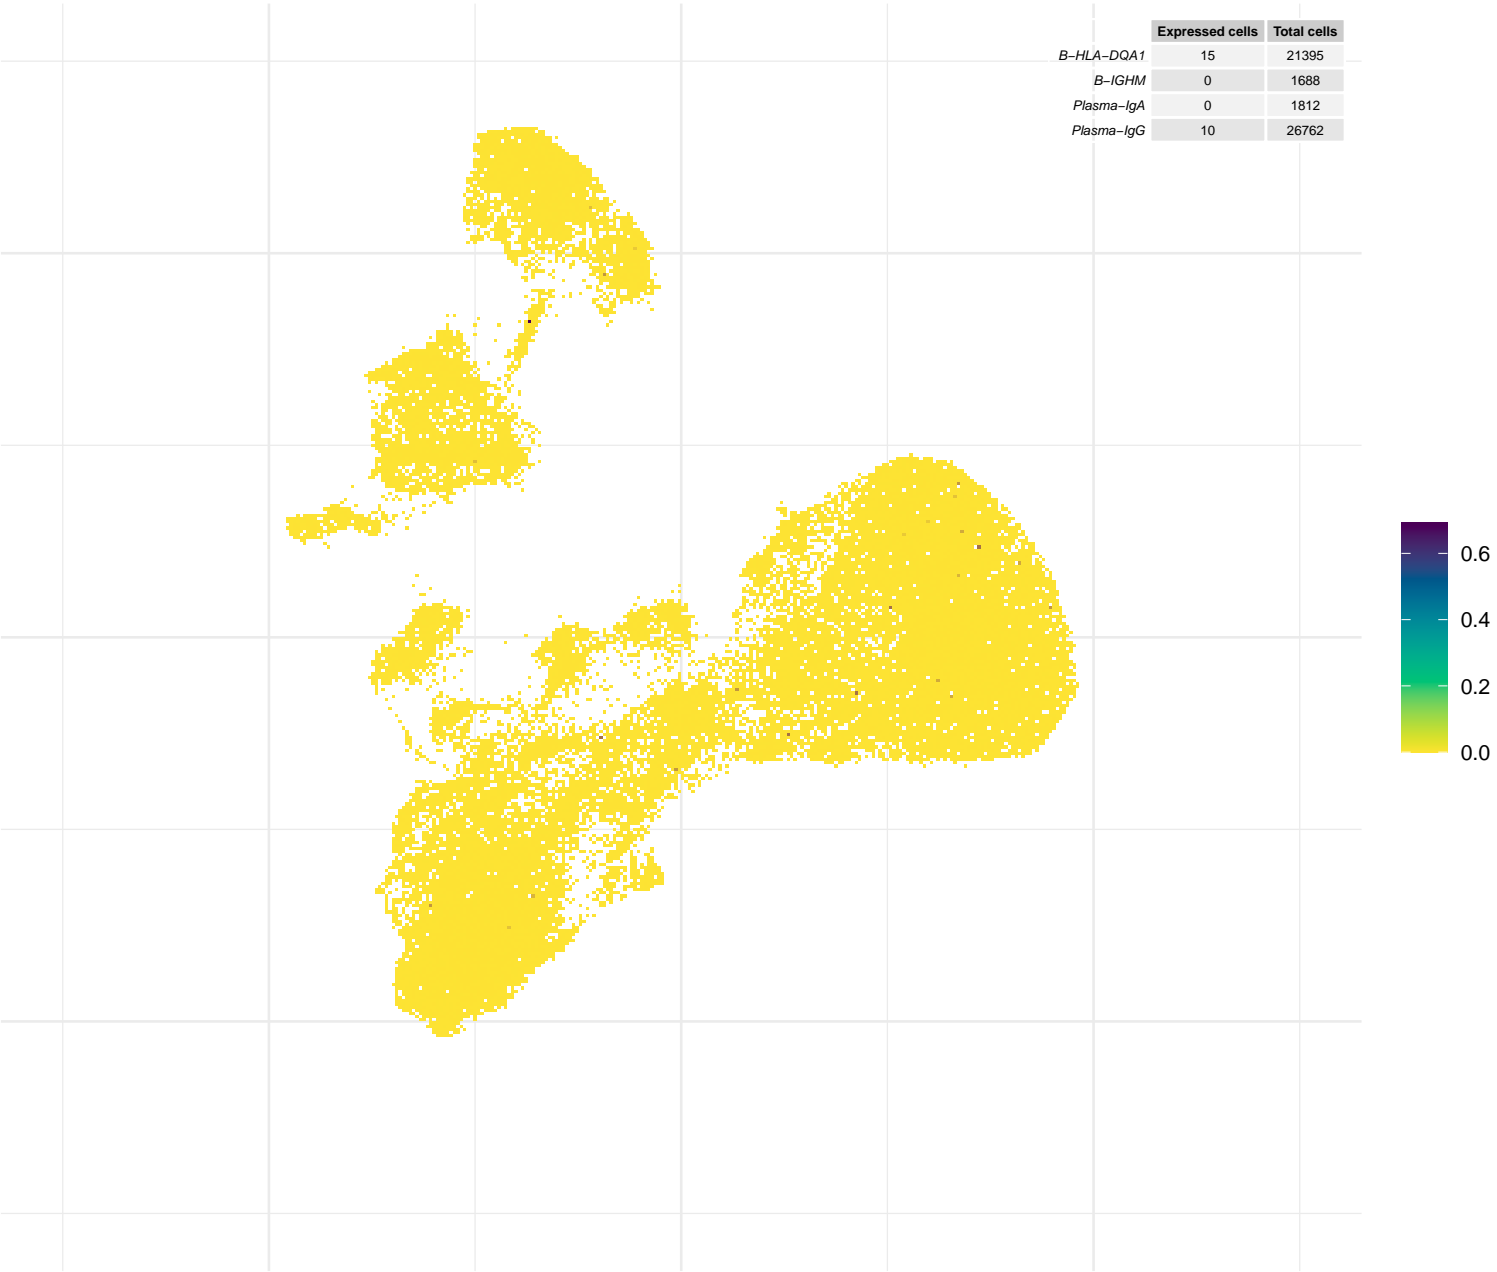 Expressed cells Total cells
B−HLA−DQA1 15 21395
B−IGHM 0 1688
Plasma−IgA 0 1812
Plasma−IgG 10 26762
0.6
0.4
0.2
0.0